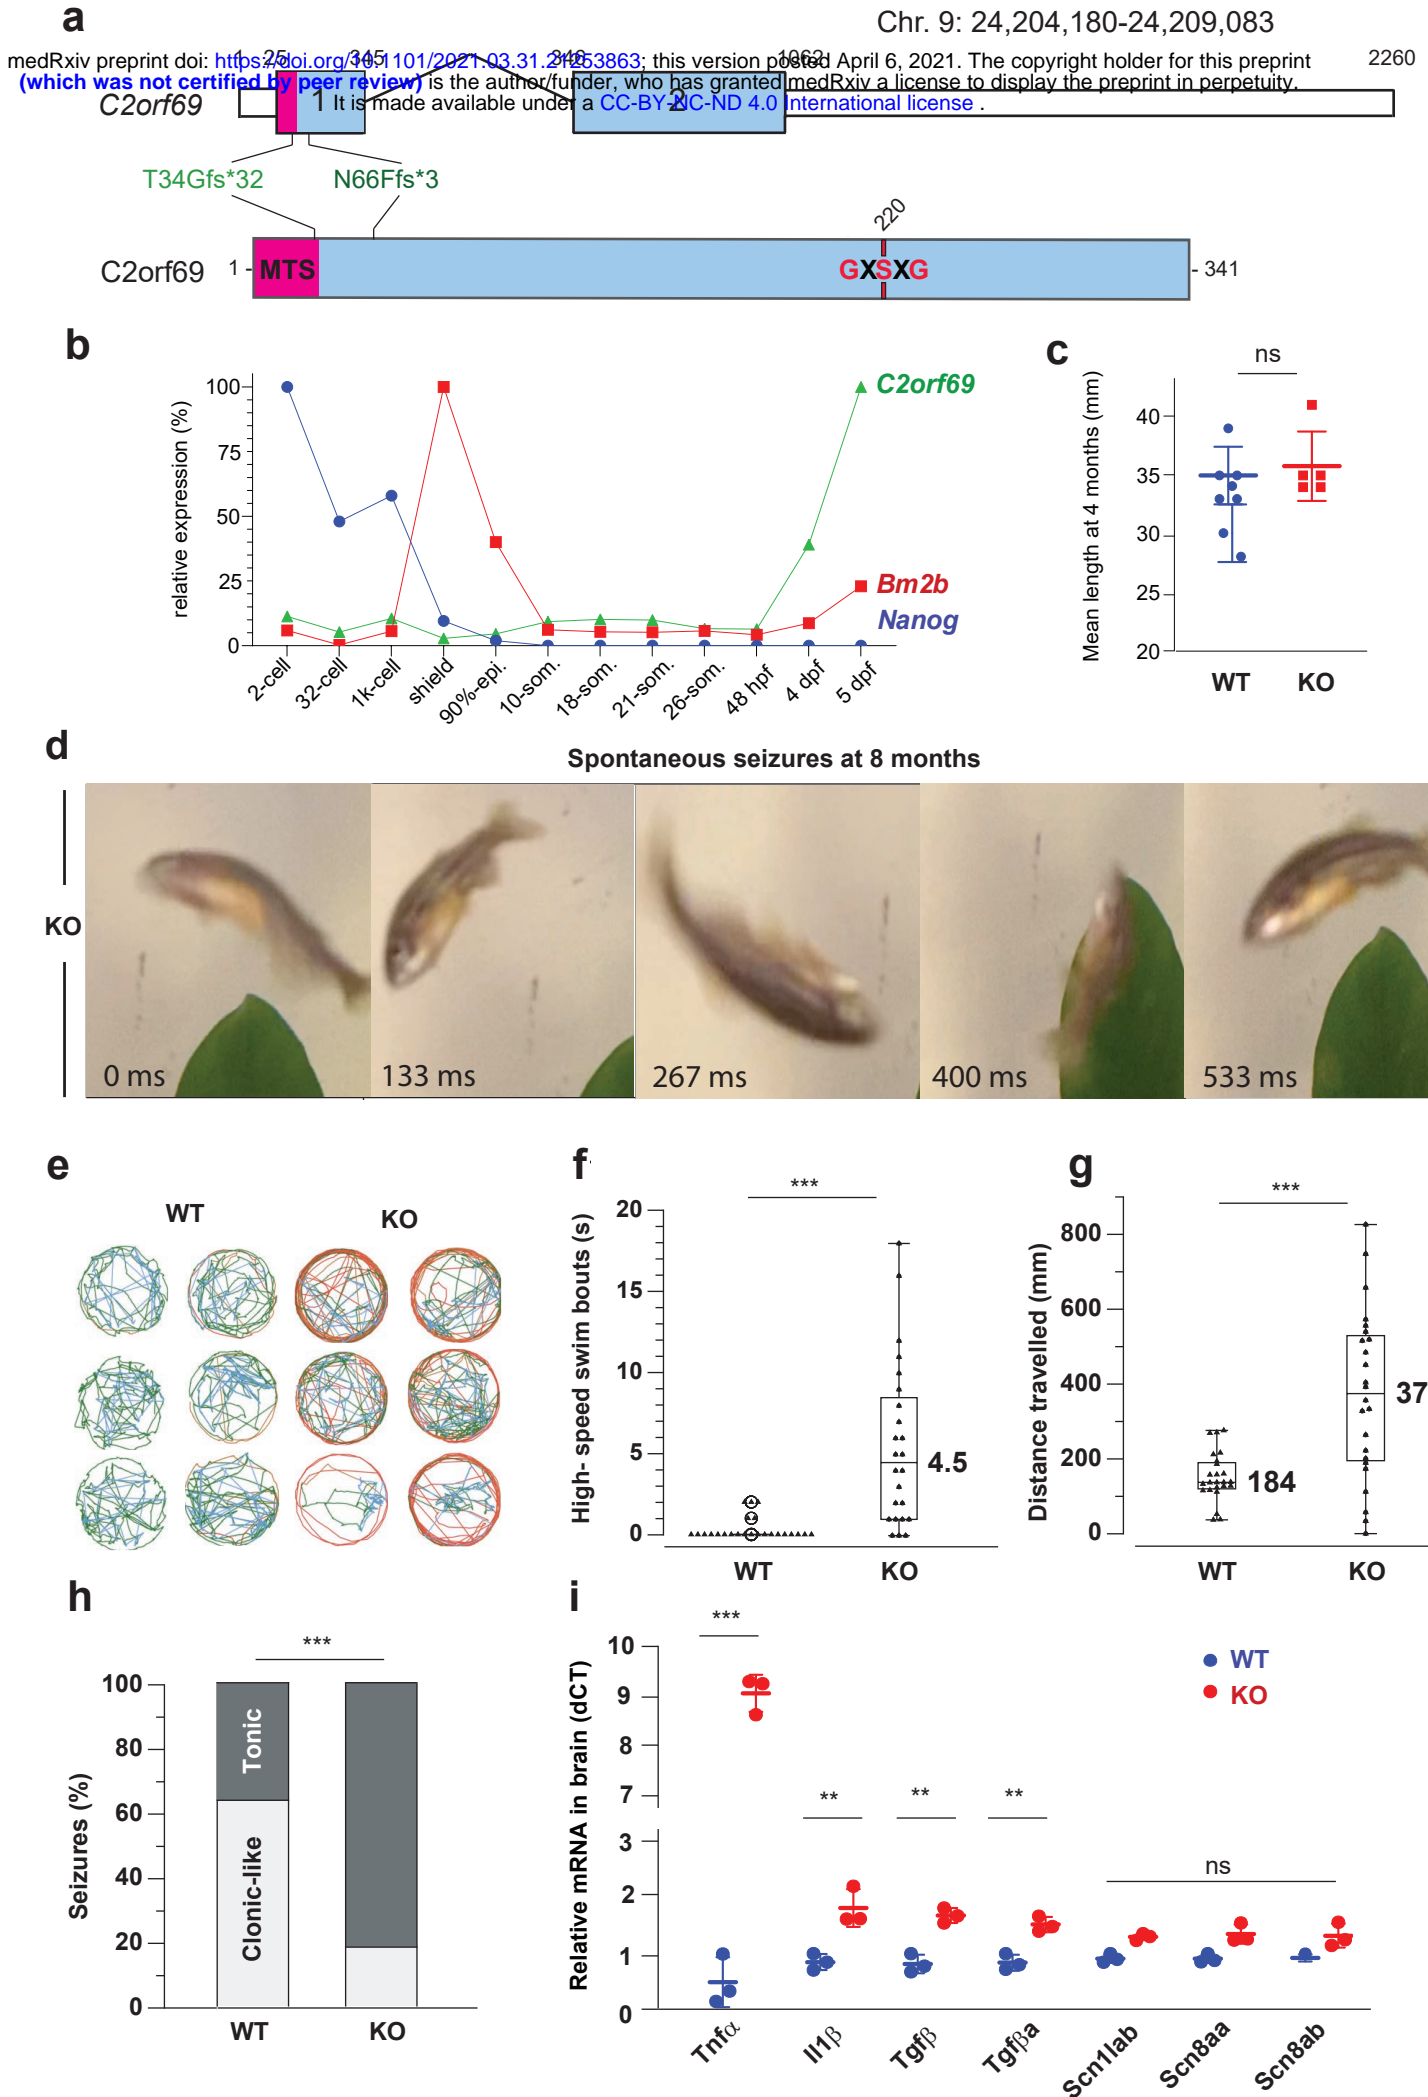 a
Chr. 9: 24,204,180-24,209,083
1 25 345 346 1062 2260
medRxiv preprint doi: https://doi.org/10.1101/2021.03.31.21253863; this version posted April 6, 2021. The copyright holder for this preprint
(which was not certified by peer review) is the author/funder, who has granted medRxiv a license to display the preprint in perpetuity.
It is made available under a CC-BY-NC-ND 4.0 International license .
C2orf69 1 2
T34Gfs*32 N66Ffs*3
220
C2orf69 1 - MTS GXSXG - 341
b
relative expression (%)
100
75
50
25
0
C2orf69
Bm2b
Nanog
2-cell 32-cell 1k-cell shield 90%-epi. 10-som. 18-som. 21-som. 26-som. 48 hpf 4 dpf 5 dpf
c
ns
Mean length at 4 months (mm)
40
35
30
25
20
WT KO
d
Spontaneous seizures at 8 months
KO
0 ms 133 ms 267 ms 400 ms 533 ms
e
WT KO
f
***
High- speed swim bouts (s)
20
15
10
5
0
4.5
WT KO
g
***
Distance travelled (mm)
800
600
400
200
0
184
37
WT KO
h
***
Seizures (%)
100
80
60
40
20
0
Tonic
Clonic-like
WT KO
i
Relative mRNA in brain (dCT)
10
9
8
7
3
2
1
0
*** ** ** ** ns
WT
KO
Tnfα Il1β Tgfβ Tgfβa Scn1lab Scn8aa Scn8ab